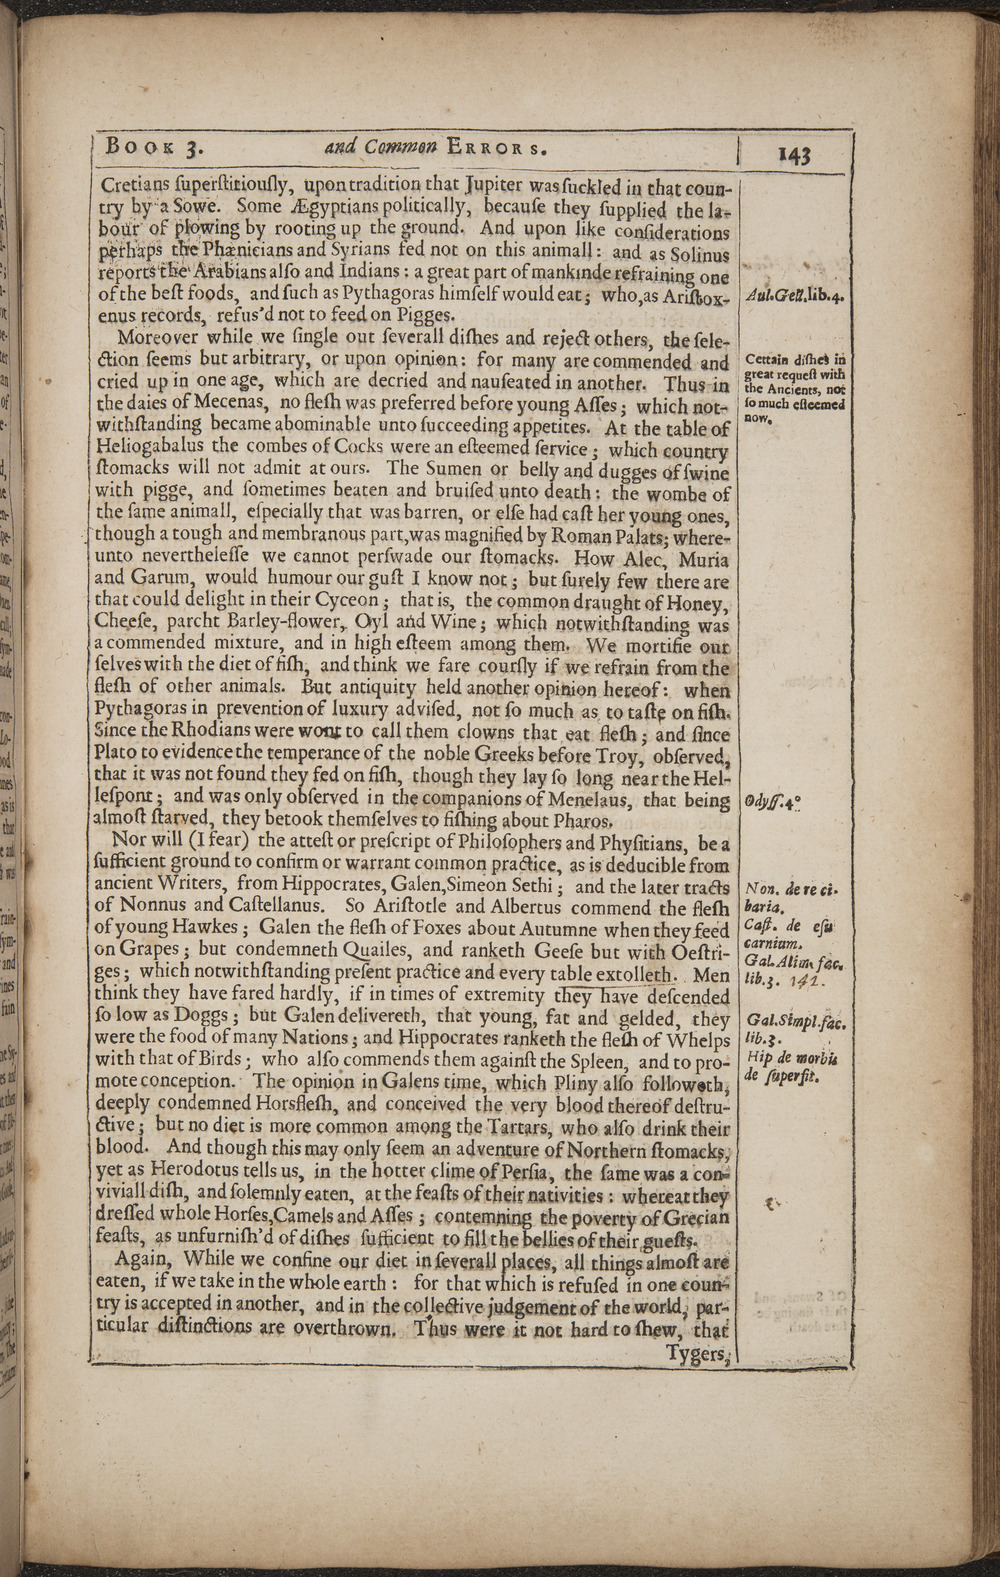 BOOK 3. and Common ERRORS. 143
Cretians ſuperſtitiouſly, upon tradition that Jupiter was ſuckled in that coun-
try by a Sowe. Some Ægyptians politically, becauſe they ſupplied the la-
bour of plowing by rooting up the ground. And upon like conſiderations
perhaps the Phænicians and Syrians fed not on this animall: and as Solinus
reports the Arabians alſo and Indians: a great part of mankinde refraining one
of the beſt foods, and ſuch as Pythagoras himſelf would eat; who, as Ariſtox-
enus records, refus'd not to feed on Pigges.
Moreover while we ſingle out ſeverall diſhes and reject others, the ſele-
ction ſeems but arbitrary, or upon opinion: for many are commended and
cried up in one age, which are decried and nauſeated in another. Thus in
the daies of Mecenas, no fleſh was preferred before young Aſſes; which not-
withſtanding became abominable unto ſucceeding appetites. At the table of
Heliogabalus the combes of Cocks were an eſteemed ſervice; which country
ſtomacks will not admit at ours. The Sumen or belly and dugges of ſwine
with pigge, and ſometimes beaten and bruiſed unto death: the wombe of
the ſame animall, eſpecially that was barren, or elſe had caſt her young ones,
though a tough and membranous part, was magnified by Roman Palats; where-
unto nevertheleſſe we cannot perſwade our ſtomacks. How Alec, Muria
and Garum, would humour our guſt I know not; but ſurely few there are
that could delight in their Cyceon; that is, the common draught of Honey,
Cheeſe, parcht Barley-flower, Oyl and Wine; which notwithſtanding was
a commended mixture, and in high eſteem among them. We mortifie our
ſelves with the diet of fiſh, and think we fare courſly if we refrain from the
fleſh of other animals. But antiquity held another opinion hereof: when
Pythagoras in prevention of luxury adviſed, not ſo much as to taſte on fiſh.
Since the Rhodians were wont to call them clowns that eat fleſh; and ſince
Plato to evidence the temperance of the noble Greeks before Troy, obſerved,
that it was not found they fed on fiſh, though they lay ſo long near the Hel-
leſpont; and was only obſerved in the companions of Menelaus, that being
almoſt ſtarved, they betook themſelves to fiſhing about Pharos.
Nor will (I fear) the atteſt or preſcript of Philoſophers and Phyſitians, be a
ſufficient ground to confirm or warrant common practice, as is deducible from
ancient Writers, from Hippocrates, Galen, Simeon Sethi; and the later tracts
of Nonnus and Caſtellanus. So Ariſtotle and Albertus commend the fleſh
of young Hawkes; Galen the fleſh of Foxes about Autumne when they feed
on Grapes; but condemneth Quailes, and ranketh Geeſe but with Oeſtri-
ges; which notwithſtanding preſent practice and every table extolleth. Men
think they have fared hardly, if in times of extremity they have deſcended
ſo low as Doggs; but Galen delivereth, that young, fat and gelded, they
were the food of many Nations; and Hippocrates ranketh the fleſh of Whelps
with that of Birds; who alſo commends them againſt the Spleen, and to pro-
mote conception. The opinion in Galens time, which Pliny alſo followeth,
deeply condemned Horsfleſh, and conceived the very blood thereof deſtru-
ctive; but no diet is more common among the Tartars, who alſo drink their
blood. And though this may only ſeem an adventure of Northern ſtomacks,
yet as Herodotus tells us, in the hotter clime of Perſia, the ſame was a con-
viviall diſh, and ſolemnly eaten, at the feaſts of their nativities: whereat they
dreſſed whole Horſes, Camels and Aſſes; contemning the poverty of Grecian
feaſts, as unfurniſh'd of diſhes ſufficient to fill the bellies of their gueſts.
Again, While we confine our diet in ſeverall places, all things almoſt are
eaten, if we take in the whole earth: for that which is refuſed in one coun-
try is accepted in another, and in the collective judgement of the world, par-
ticular diſtinctions are overthrown. Thus were it not hard to ſhew, that
Tygers,
Aul. Gell. lib. 4.
Certain diſhes in
great requeſt with
the Ancients, not
ſo much eſteemed
now.
Odyſſ. 4°
Non. de re ci-
baria.
Caſt. de eſu
carnium.
Gal. Alim. fac.
lib. 3. 142.
Gal. Simpl. fac.
lib. 3.
Hip de morbis
de ſuperfit.